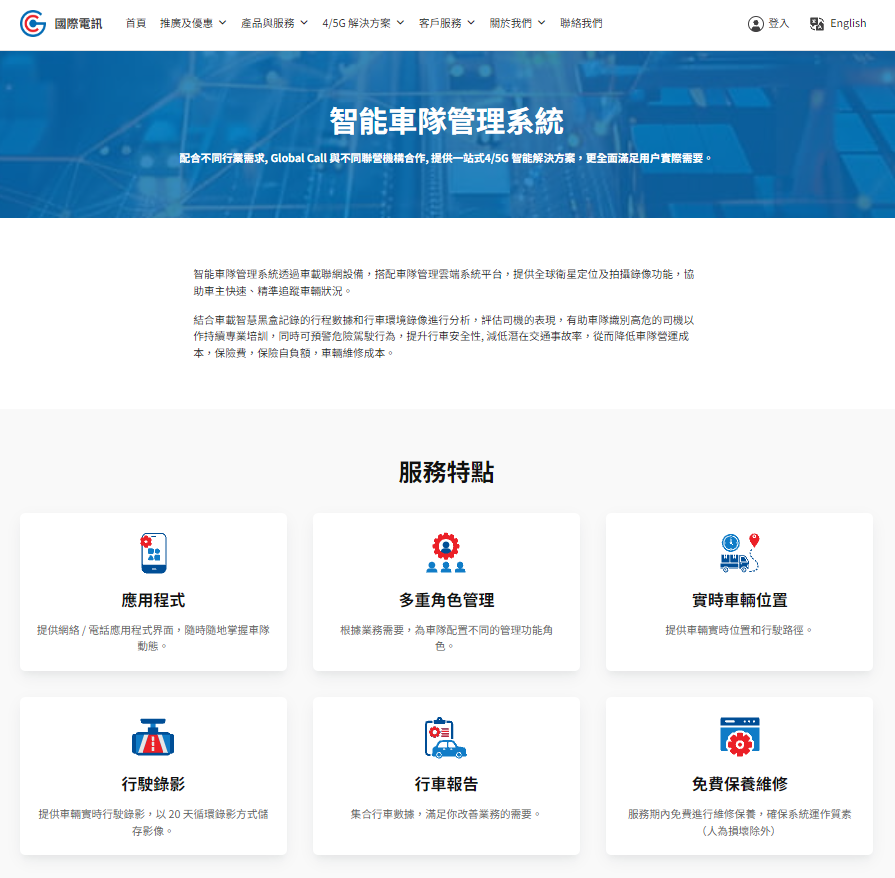 國際電訊
首頁
推廣及優惠
產品與服務
4/5G 解決方案
客戶服務
關於我們
聯絡我們
登入
English
智能車隊管理系統
配合不同行業需求, Global Call 與不同聯營機構合作, 提供一站式4/5G 智能解決方案，更全面滿足用户實際需要。
智能車隊管理系統透過車載聯網設備，搭配車隊管理雲端系統平台，提供全球衛星定位及拍攝錄像功能，協
助車主快速、精準追蹤車輛狀況。
結合車載智慧黑盒記錄的行程數據和行車環境錄像進行分析，評估司機的表現，有助車隊識別高危的司機以
作持續專業培訓，同時可預警危險駕駛行為，提升行車安全性, 減低潛在交通事故率，從而降低車隊營運成
本，保險費，保險自負額，車輛維修成本。
服務特點
應用程式
提供網絡 / 電話應用程式界面，隨時隨地掌握車隊
動態。
多重角色管理
根據業務需要，為車隊配置不同的管理功能角
色。
實時車輛位置
提供車輛實時位置和行駛路徑。
行駛錄影
提供車輛實時行駛錄影，以 20 天循環錄影方式儲
存影像。
行車報告
集合行車數據，滿足你改善業務的需要。
免費保養維修
服務期內免費進行維修保養，確保系統運作質素
（人為損壞除外）